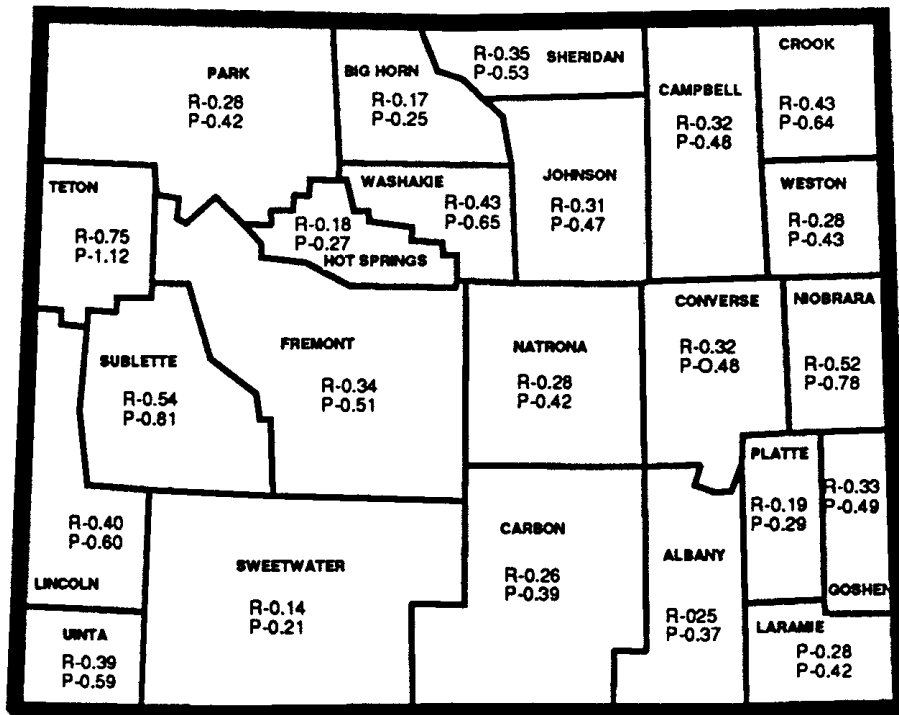 PARK
R-0.28
P-0.42
BIG HORN
R-0.17
P-0.25
R-0.35
P-0.53
SHERIDAN
CAMPBELL
R-0.32
P-0.48
CROOK
R-0.43
P-0.64
TETON
R-0.75
P-1.12
WASHAKIE
R-0.43
P-0.65
R-0.18
P-0.27
HOT SPRINGS
JOHNSON
R-0.31
P-0.47
WESTON
R-0.28
P-0.43
SUBLETTE
R-0.54
P-0.81
FREMONT
R-0.34
P-0.51
NATRONA
R-0.28
P-0.42
CONVERSE
R-0.32
P-O.48
NIOBRARA
R-0.52
P-0.78
R-0.40
P-0.60
LINCOLN
SWEETWATER
R-0.14
P-0.21
CARBON
R-0.26
P-0.39
ALBANY
R-025
P-0.37
PLATTE
R-0.19
P-0.29
R-0.33
P-0.49
GOSHEN
UINTA
R-0.39
P-0.59
LARAMIE
P-0.28
P-0.42